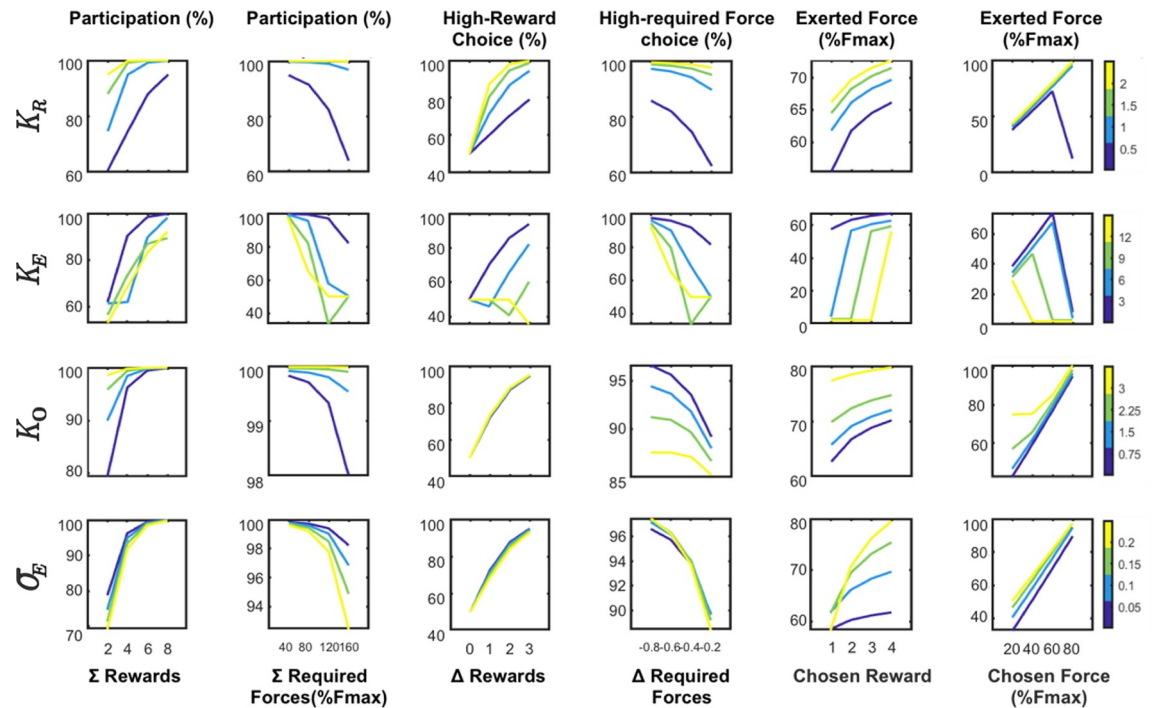 Participation (%) Participation (%) High-Reward High-required Force Exerted Force Exerted Force
Choice (%) choice (%) (%Fmax) (%Fmax)
K_R
100 80 60
100 80 60
100 80 60 40
100 80 60
70 65 60
100 50 0
2 1.5 1 0.5
K_E
100 80 60
100 80 60 40
100 80 60 40
100 80 60 40
60 40 20 0
60 40 20 0
12 9 6 3
K_O
100 90 80
100 99 98
100 80 60 40
95 90 85
80 70 60
100 80 60
3 2.25 1.5 0.75
σ_E
100 90 80 70
100 98 96 94
100 80 60 40
96 94 92 90
80 70 60
100 80 60 40
0.2 0.15 0.1 0.05
2 4 6 8
40 80 120160
0 1 2 3
-0.8-0.6-0.4-0.2
1 2 3 4
20 40 60 80
Σ Rewards Σ Required Δ Rewards Δ Required Chosen Reward Chosen Force
Forces(%Fmax) Forces (%Fmax)